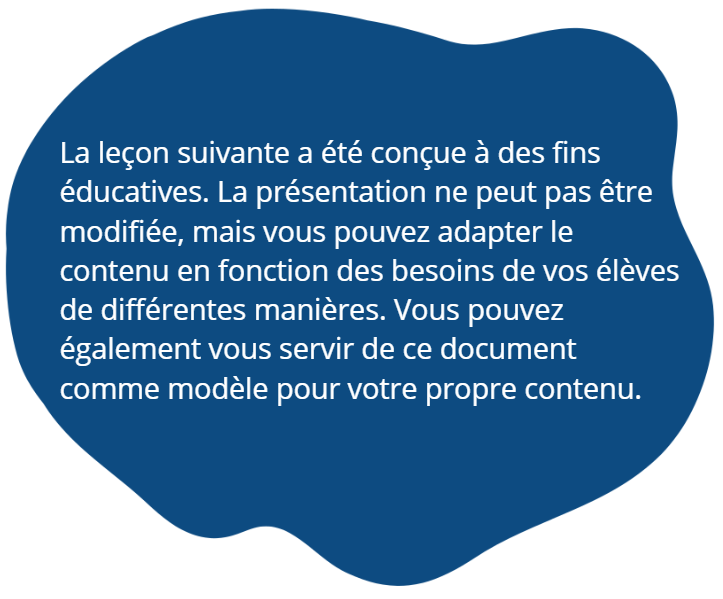 La leçon suivante a été conçue à des fins
éducatives. La présentation ne peut pas être
modifiée, mais vous pouvez adapter le
contenu en fonction des besoins de vos élèves
de différentes manières. Vous pouvez
également vous servir de ce document
comme modèle pour votre propre contenu.